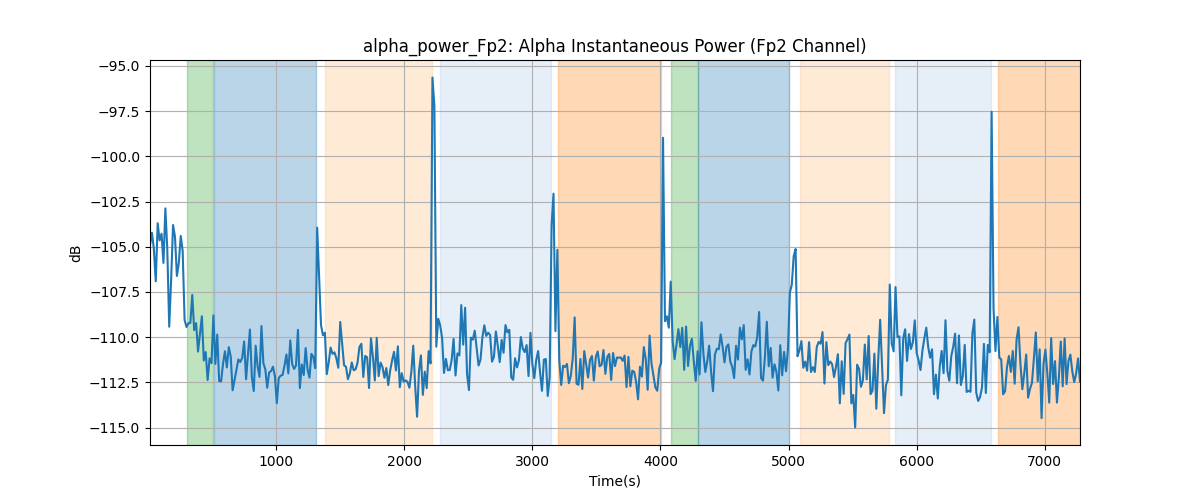 alpha_power_Fp2: Alpha Instantaneous Power (Fp2 Channel)
−95.0
−97.5
−100.0
−102.5
−105.0
−107.5
−110.0
−112.5
−115.0
dB
1000 2000 3000 4000 5000 6000 7000
Time(s)